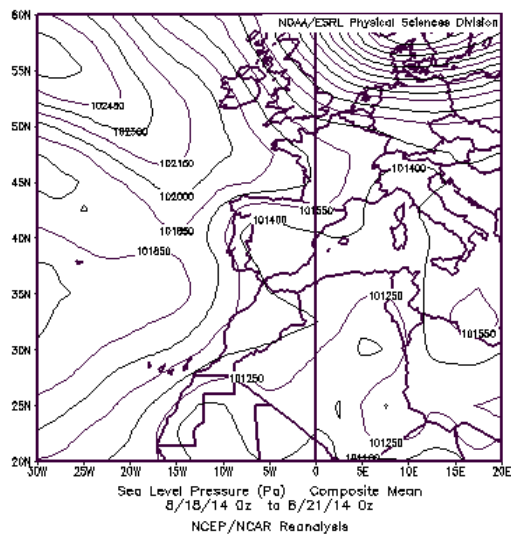 NOAA/ESRL Physical Sciences Division
60N
55N
102450
50N
102300
102150
45N
102000
101400
101850
101550
101400
40N
101850
35N
101250
101550
30N
101250
25N
101250
20N
30W 25W 20W 15W 10W 5W 0 5E 10E 15E 20E
Sea Level Pressure (Pa) Composite Mean
8/18/14 0z to 8/21/14 0z
NCEP/NCAR Reanalysis